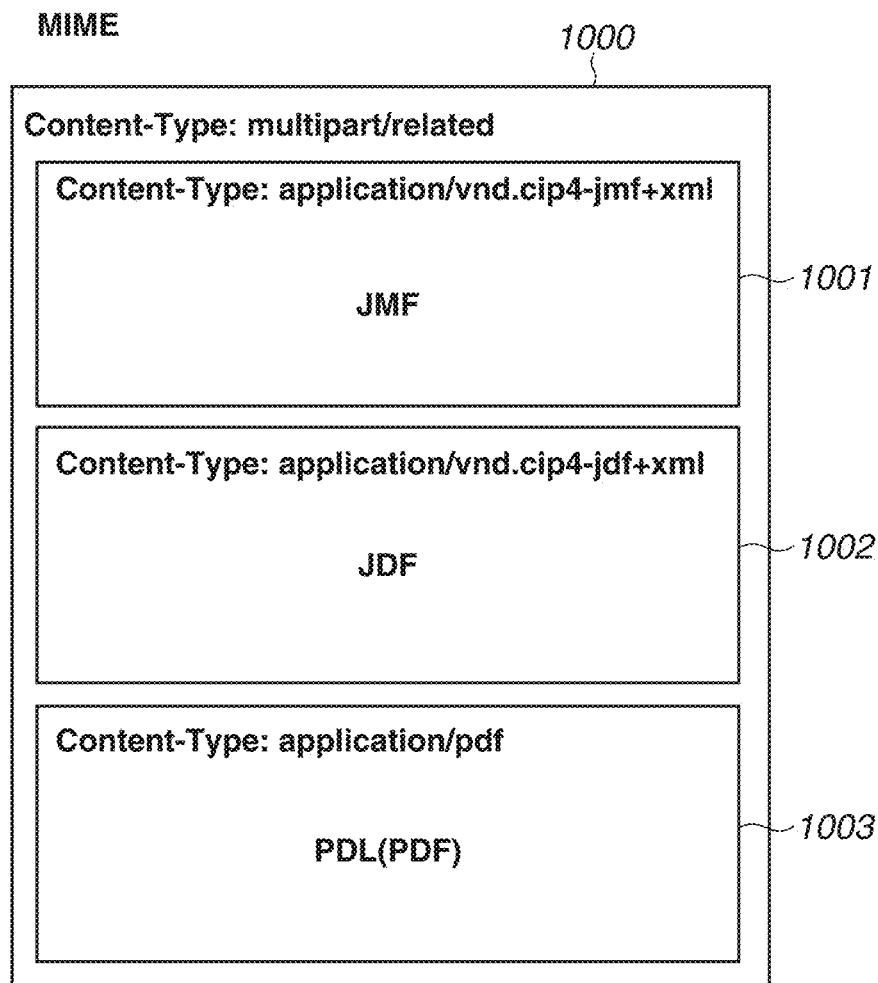 MIME
1000
Content-Type: multipart/related
Content-Type: application/vnd.cip4-jmf+xml
JMF
1001
Content-Type: application/vnd.cip4-jdf+xml
JDF
1002
Content-Type: application/pdf
PDL(PDF)
1003